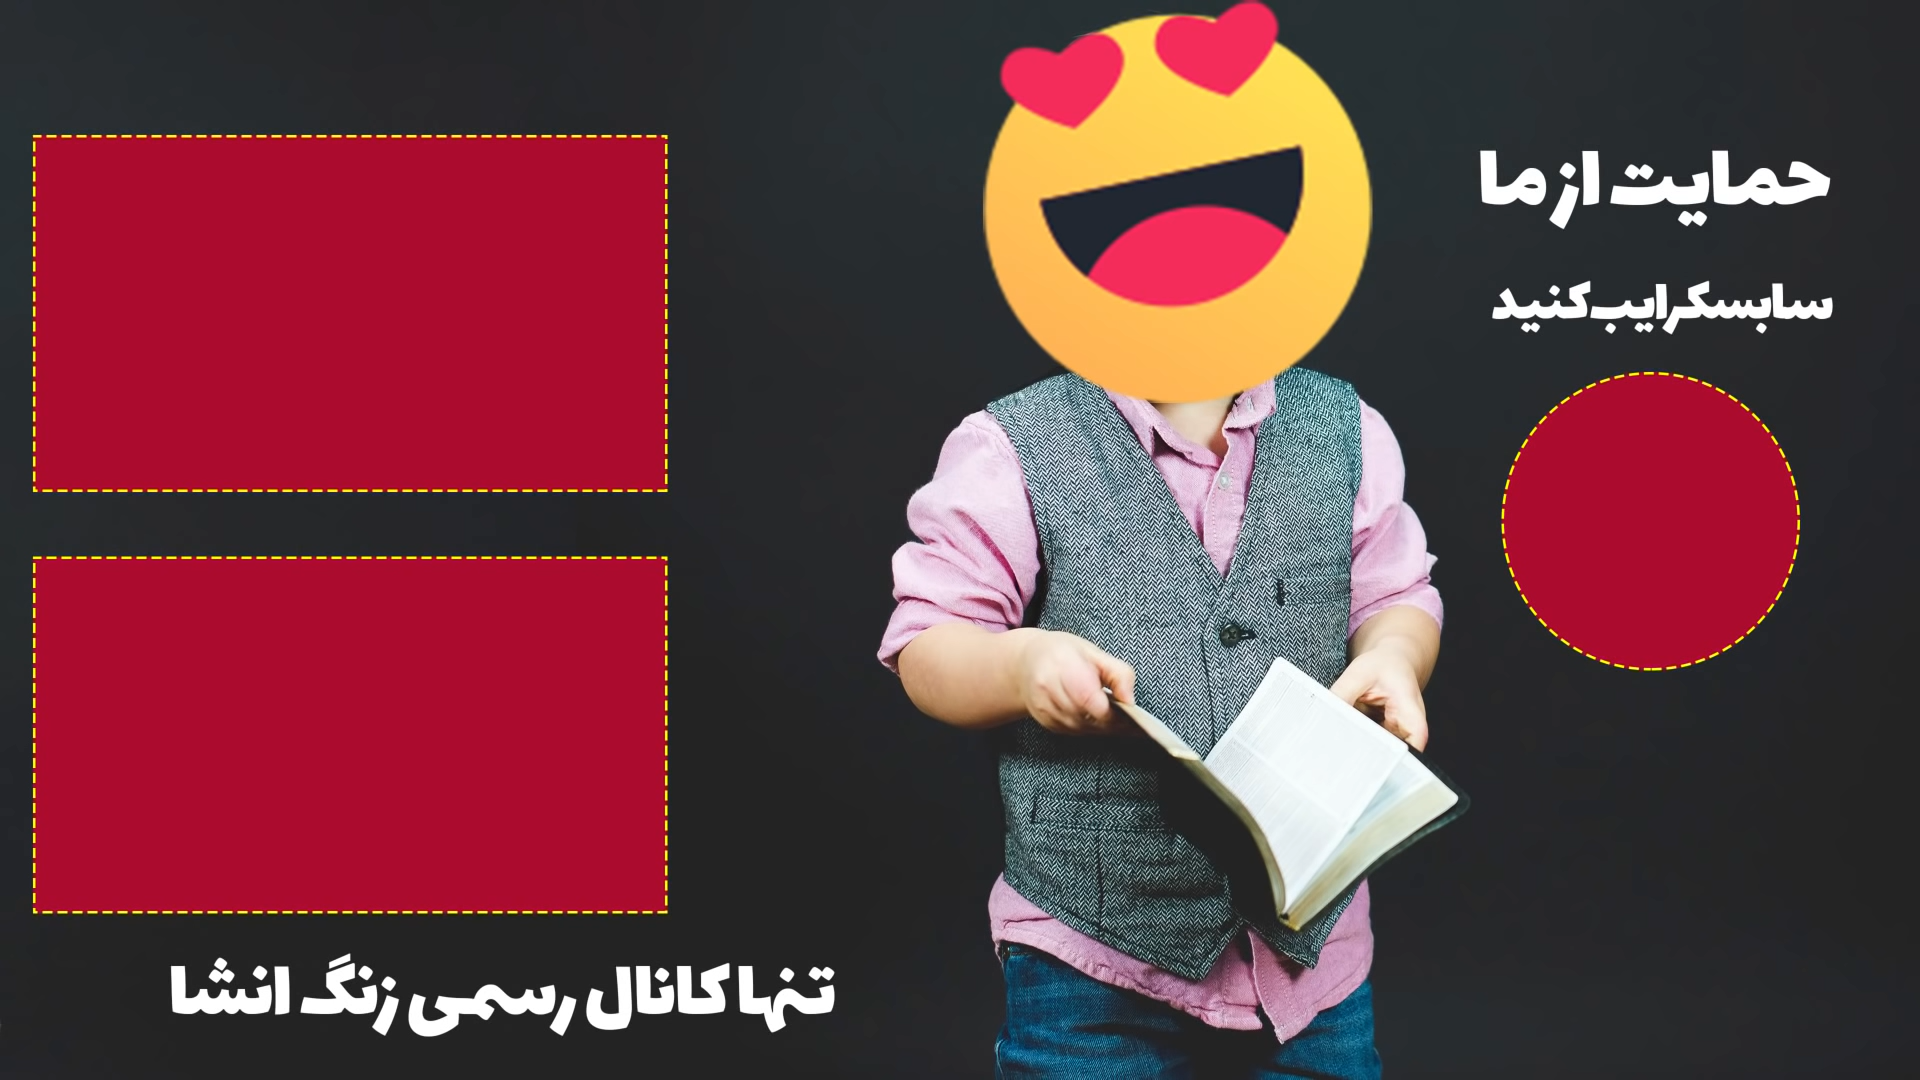 حمایت از ما
سابسکرایب کنید
تنها کانال رسمی زنگ انشا